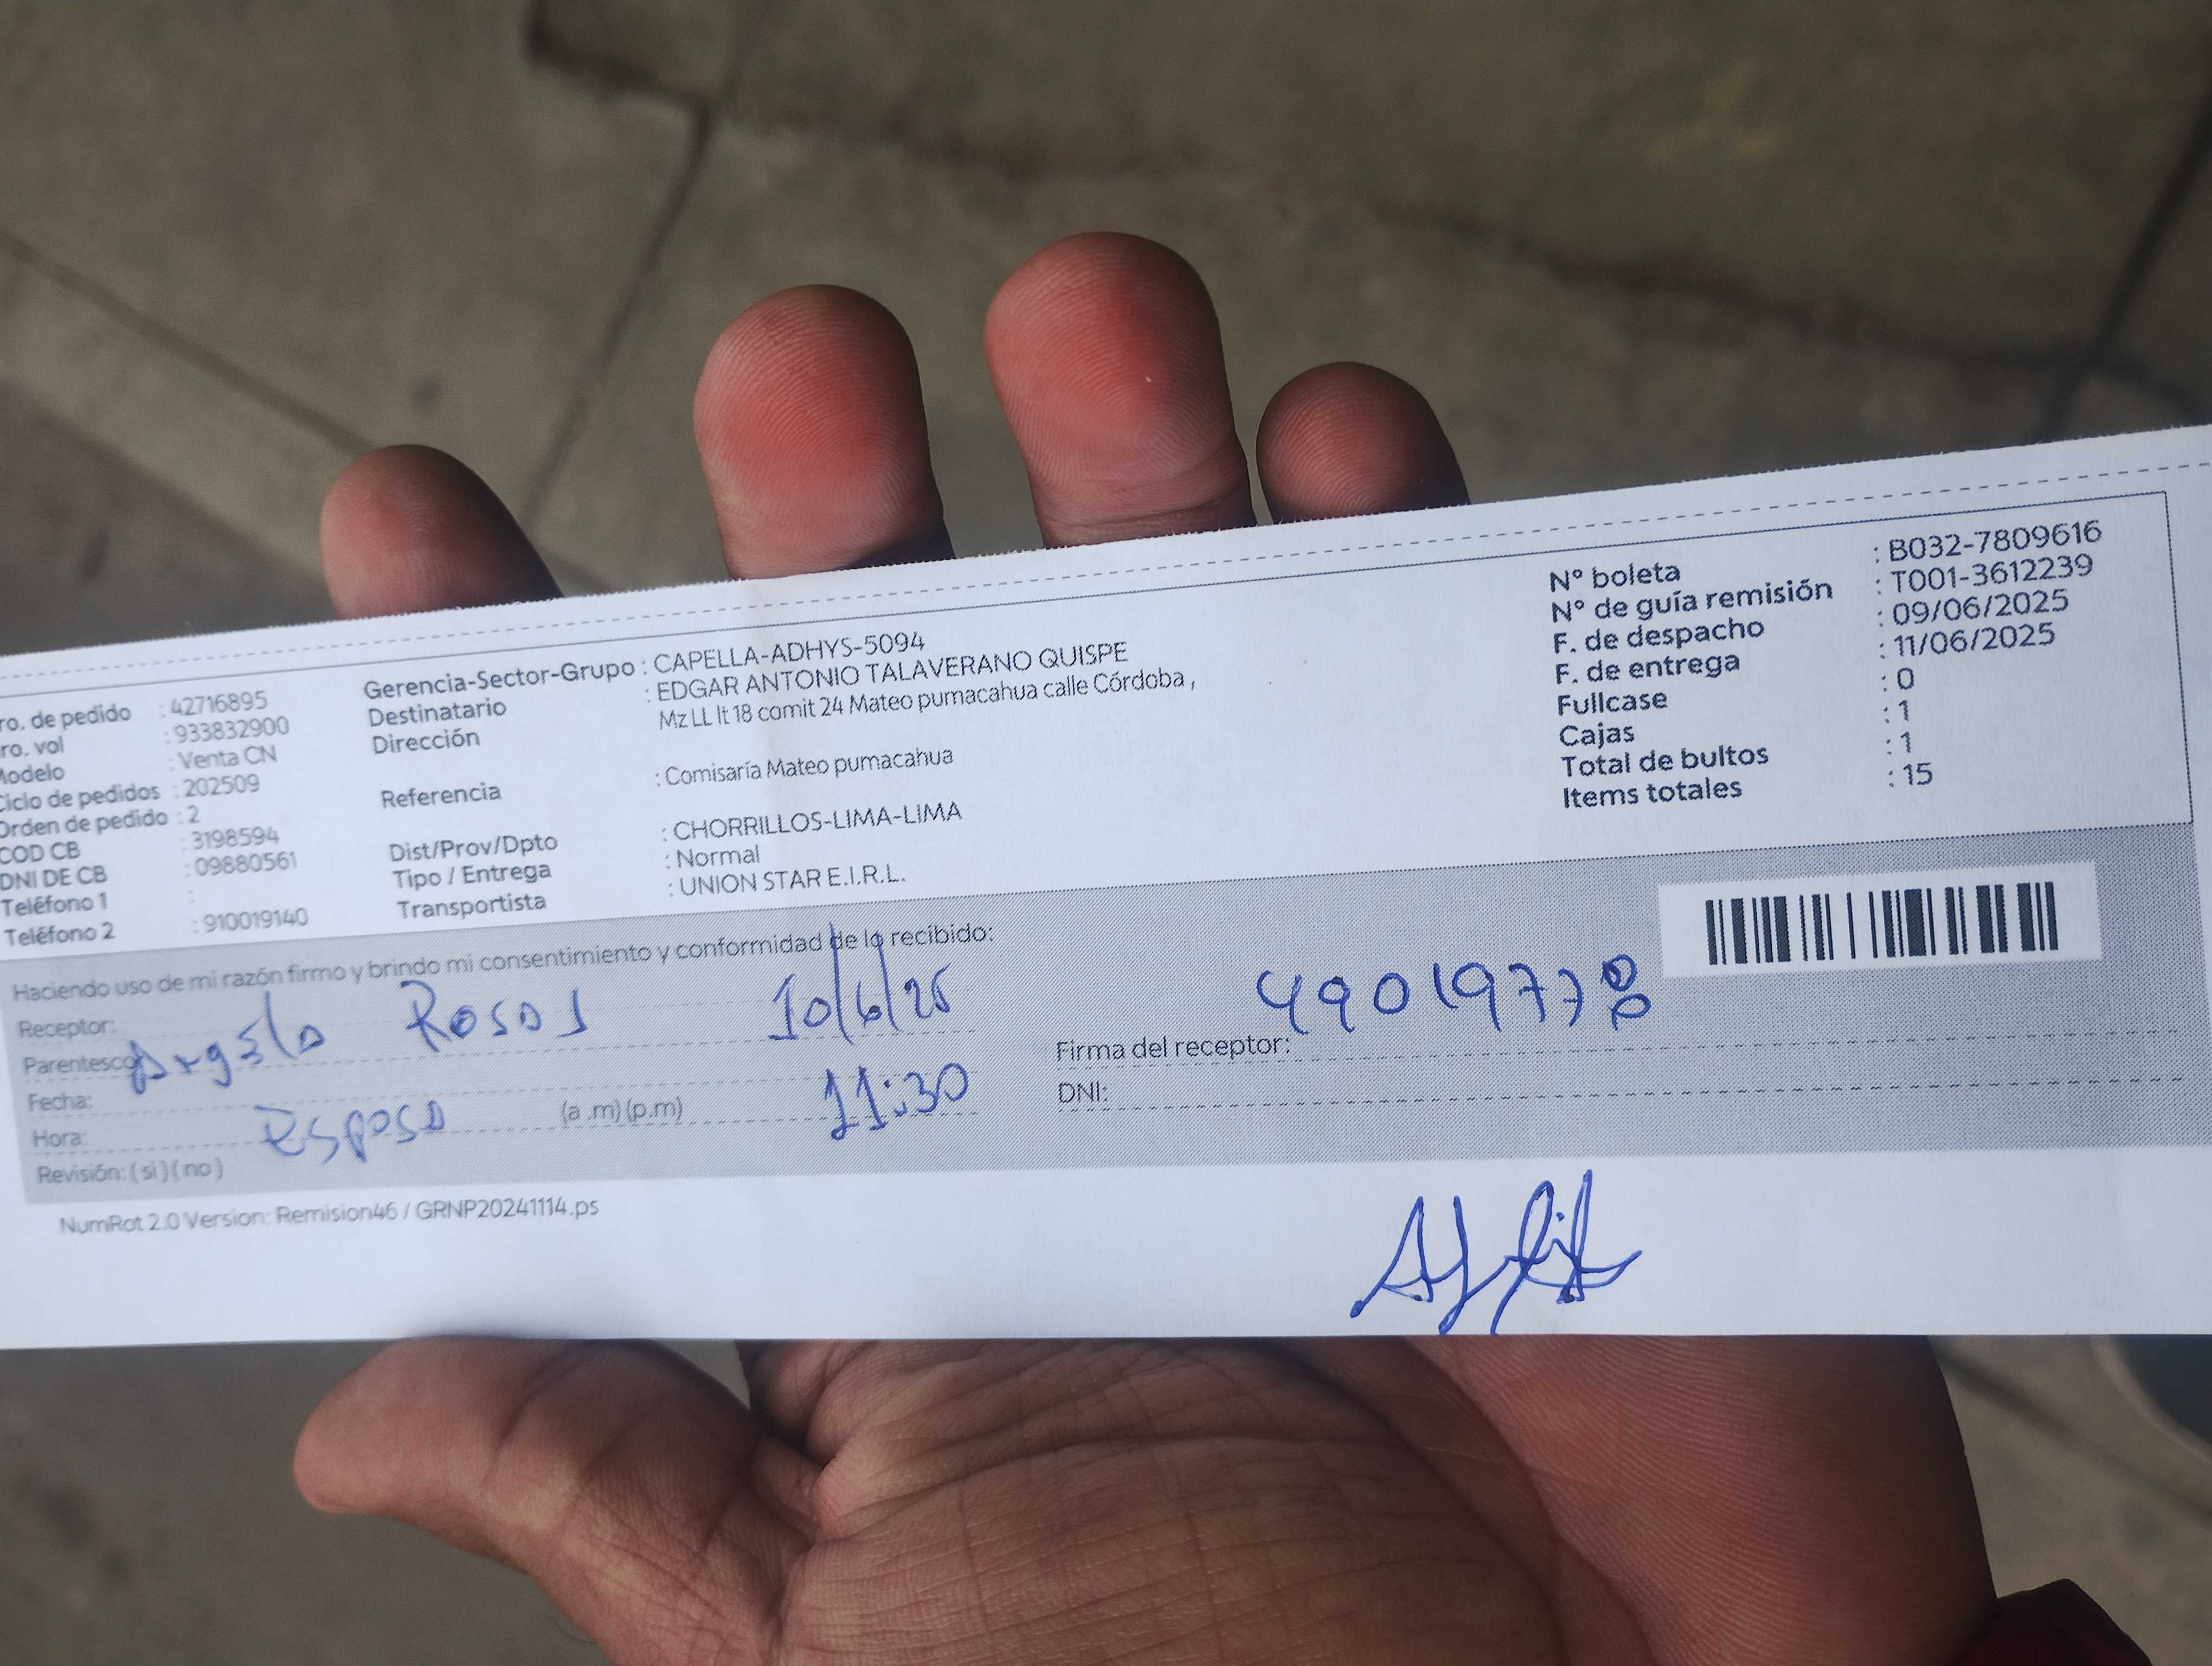 ro. de pedido : 42716895
ro. vol : 933832900
Modelo : Venta CN
Ciclo de pedidos : 202509
Orden de pedido : 2
COD CB : 3198594
DNI DE CB : 09880561
Teléfono 1 :
Teléfono 2 : 910019140
Gerencia-Sector-Grupo : CAPELLA-ADHYS-5094
Destinatario : EDGAR ANTONIO TALAVERANO QUISPE
Dirección Mz LL lt 18 comit 24 Mateo pumacahua calle Córdoba ,
Referencia : Comisaría Mateo pumacahua
Dist/Prov/Dpto : CHORRILLOS-LIMA-LIMA
Tipo / Entrega : Normal
Transportista : UNION STAR E.I.R.L.
N° boleta : B032-7809616
N° de guía remisión : T001-3612239
F. de despacho : 09/06/2025
F. de entrega : 11/06/2025
Fullcase : 0
Cajas : 1
Total de bultos : 1
Items totales : 15
Haciendo uso de mi razón firmo y brindo mi consentimiento y conformidad de lo recibido:
Receptor: Rosas 10/6/25
Parentesco:
Fecha:
Hora: Esposo (a .m) (p.m) 11:30
Revisión: ( si ) ( no )
Firma del receptor:
DNI:
NumRot 2.0 Version: Remision46 / GRNP20241114.ps